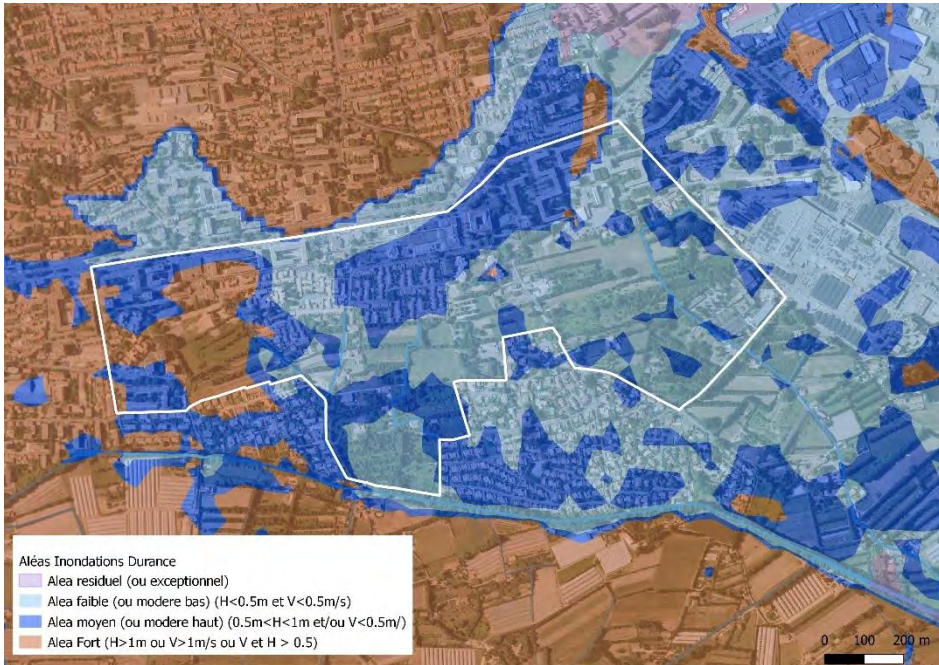 Aléas Inondations Durance
Alea residuel (ou exceptionnel)
Alea faible (ou modere bas) (H<0.5m et V<0.5m/s)
Alea moyen (ou modere haut) (0.5m<H<1m et/ou V<0.5m/)
Alea Fort (H>1m ou V>1m/s ou V et H > 0.5)
0 100 200 m